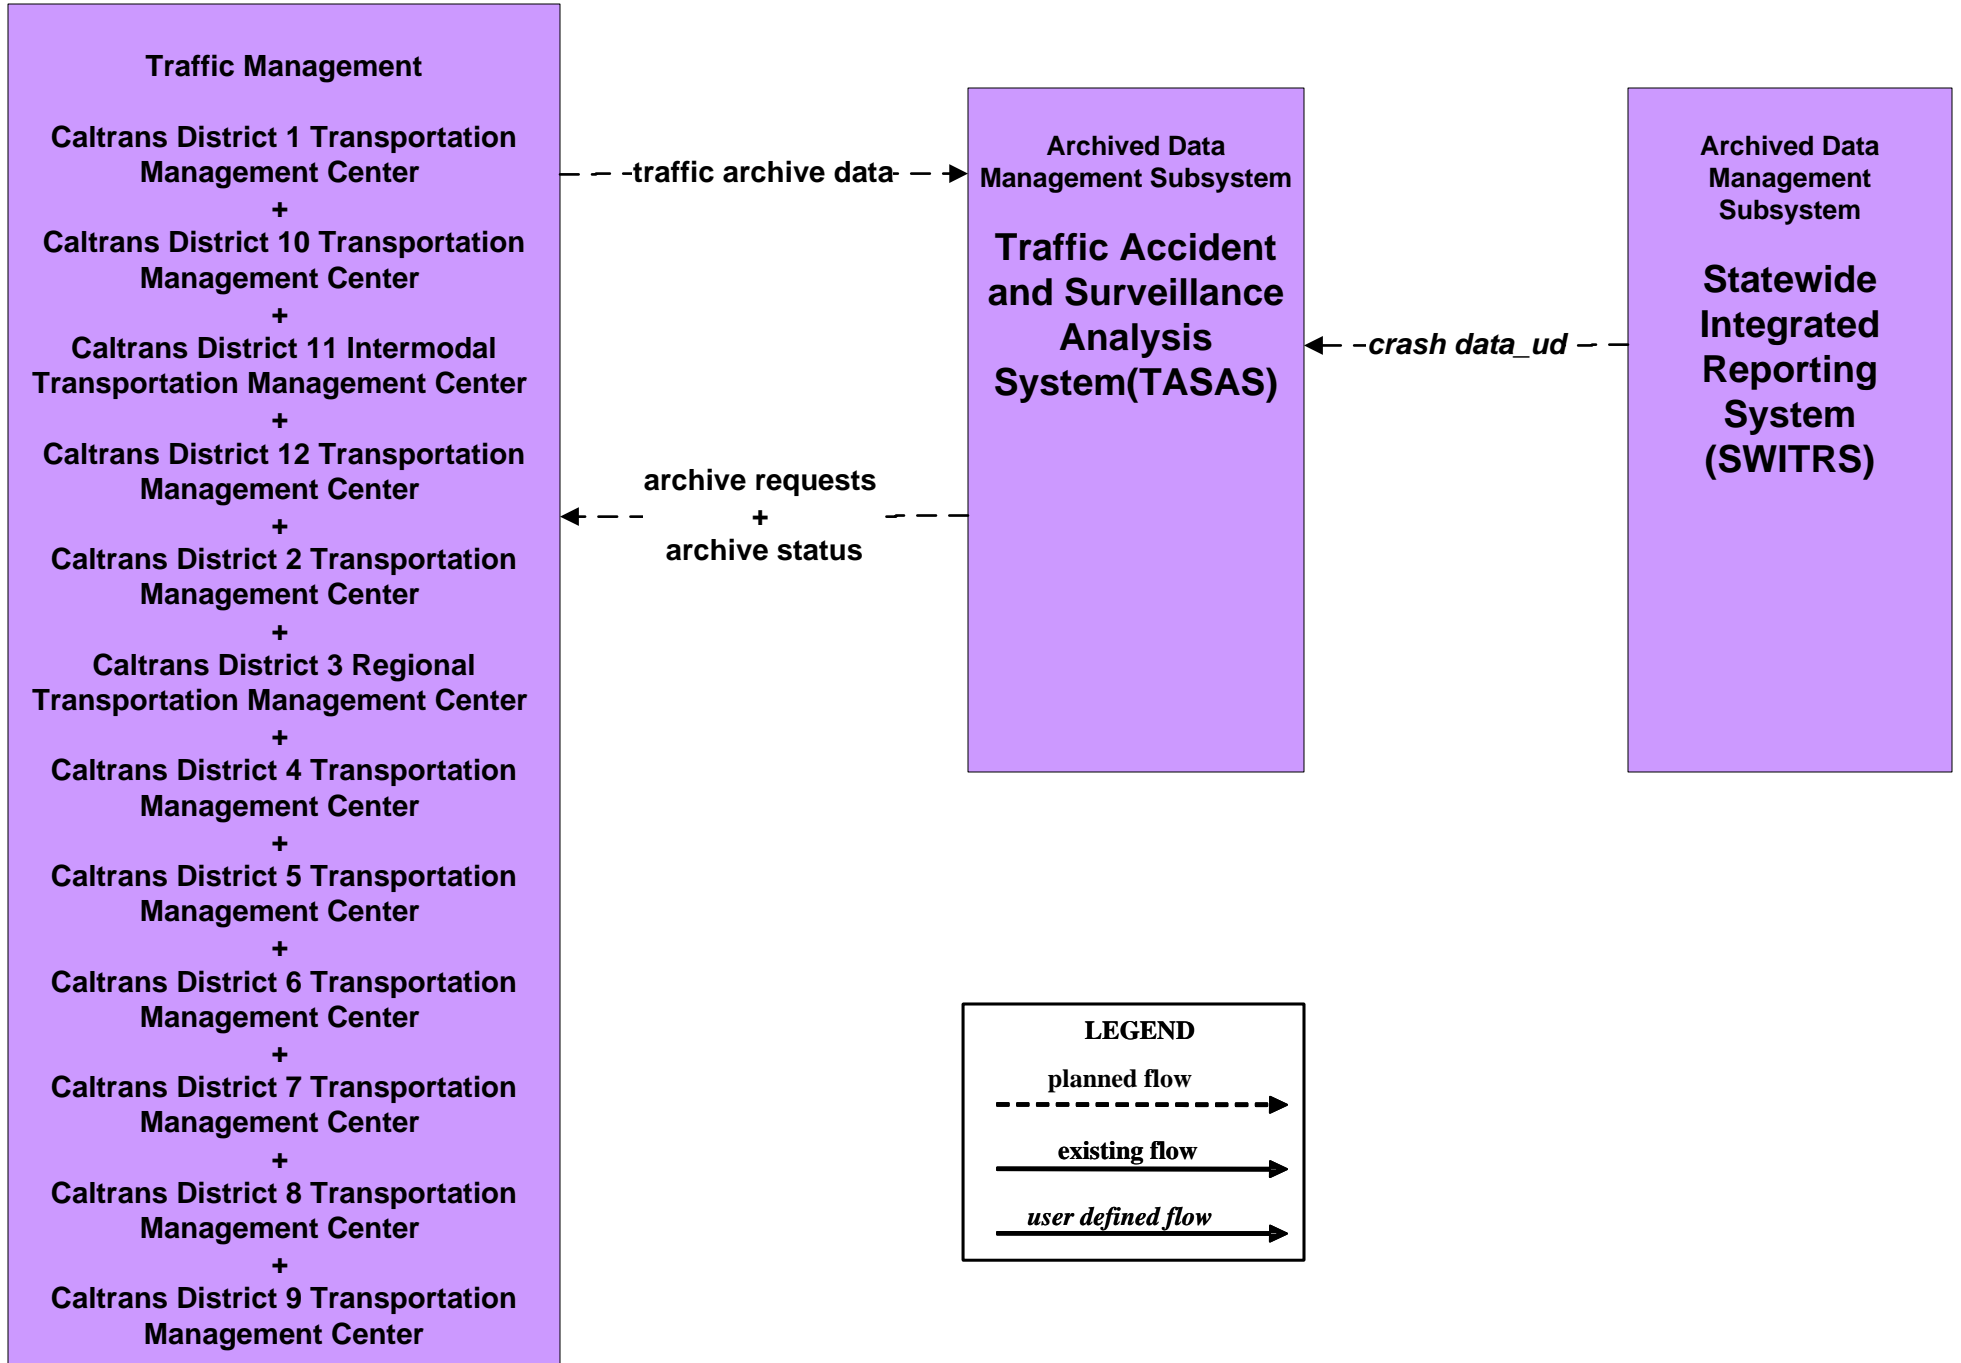 Traffic Management
Caltrans District 1 Transportation
Management Center
+
Caltrans District 10 Transportation
Management Center
+
Caltrans District 11 Intermodal
Transportation Management Center
+
Caltrans District 12 Transportation
Management Center
+
Caltrans District 2 Transportation
Management Center
+
Caltrans District 3 Regional
Transportation Management Center
+
Caltrans District 4 Transportation
Management Center
+
Caltrans District 5 Transportation
Management Center
+
Caltrans District 6 Transportation
Management Center
+
Caltrans District 7 Transportation
Management Center
+
Caltrans District 8 Transportation
Management Center
+
Caltrans District 9 Transportation
Management Center
traffic archive data
archive requests
+
archive status
Archived Data
Management Subsystem
Traffic Accident
and Surveillance
Analysis
System(TASAS)
crash data_ud
Archived Data
Management
Subsystem
Statewide
Integrated
Reporting
System
(SWITRS)
LEGEND
planned flow
existing flow
user defined flow